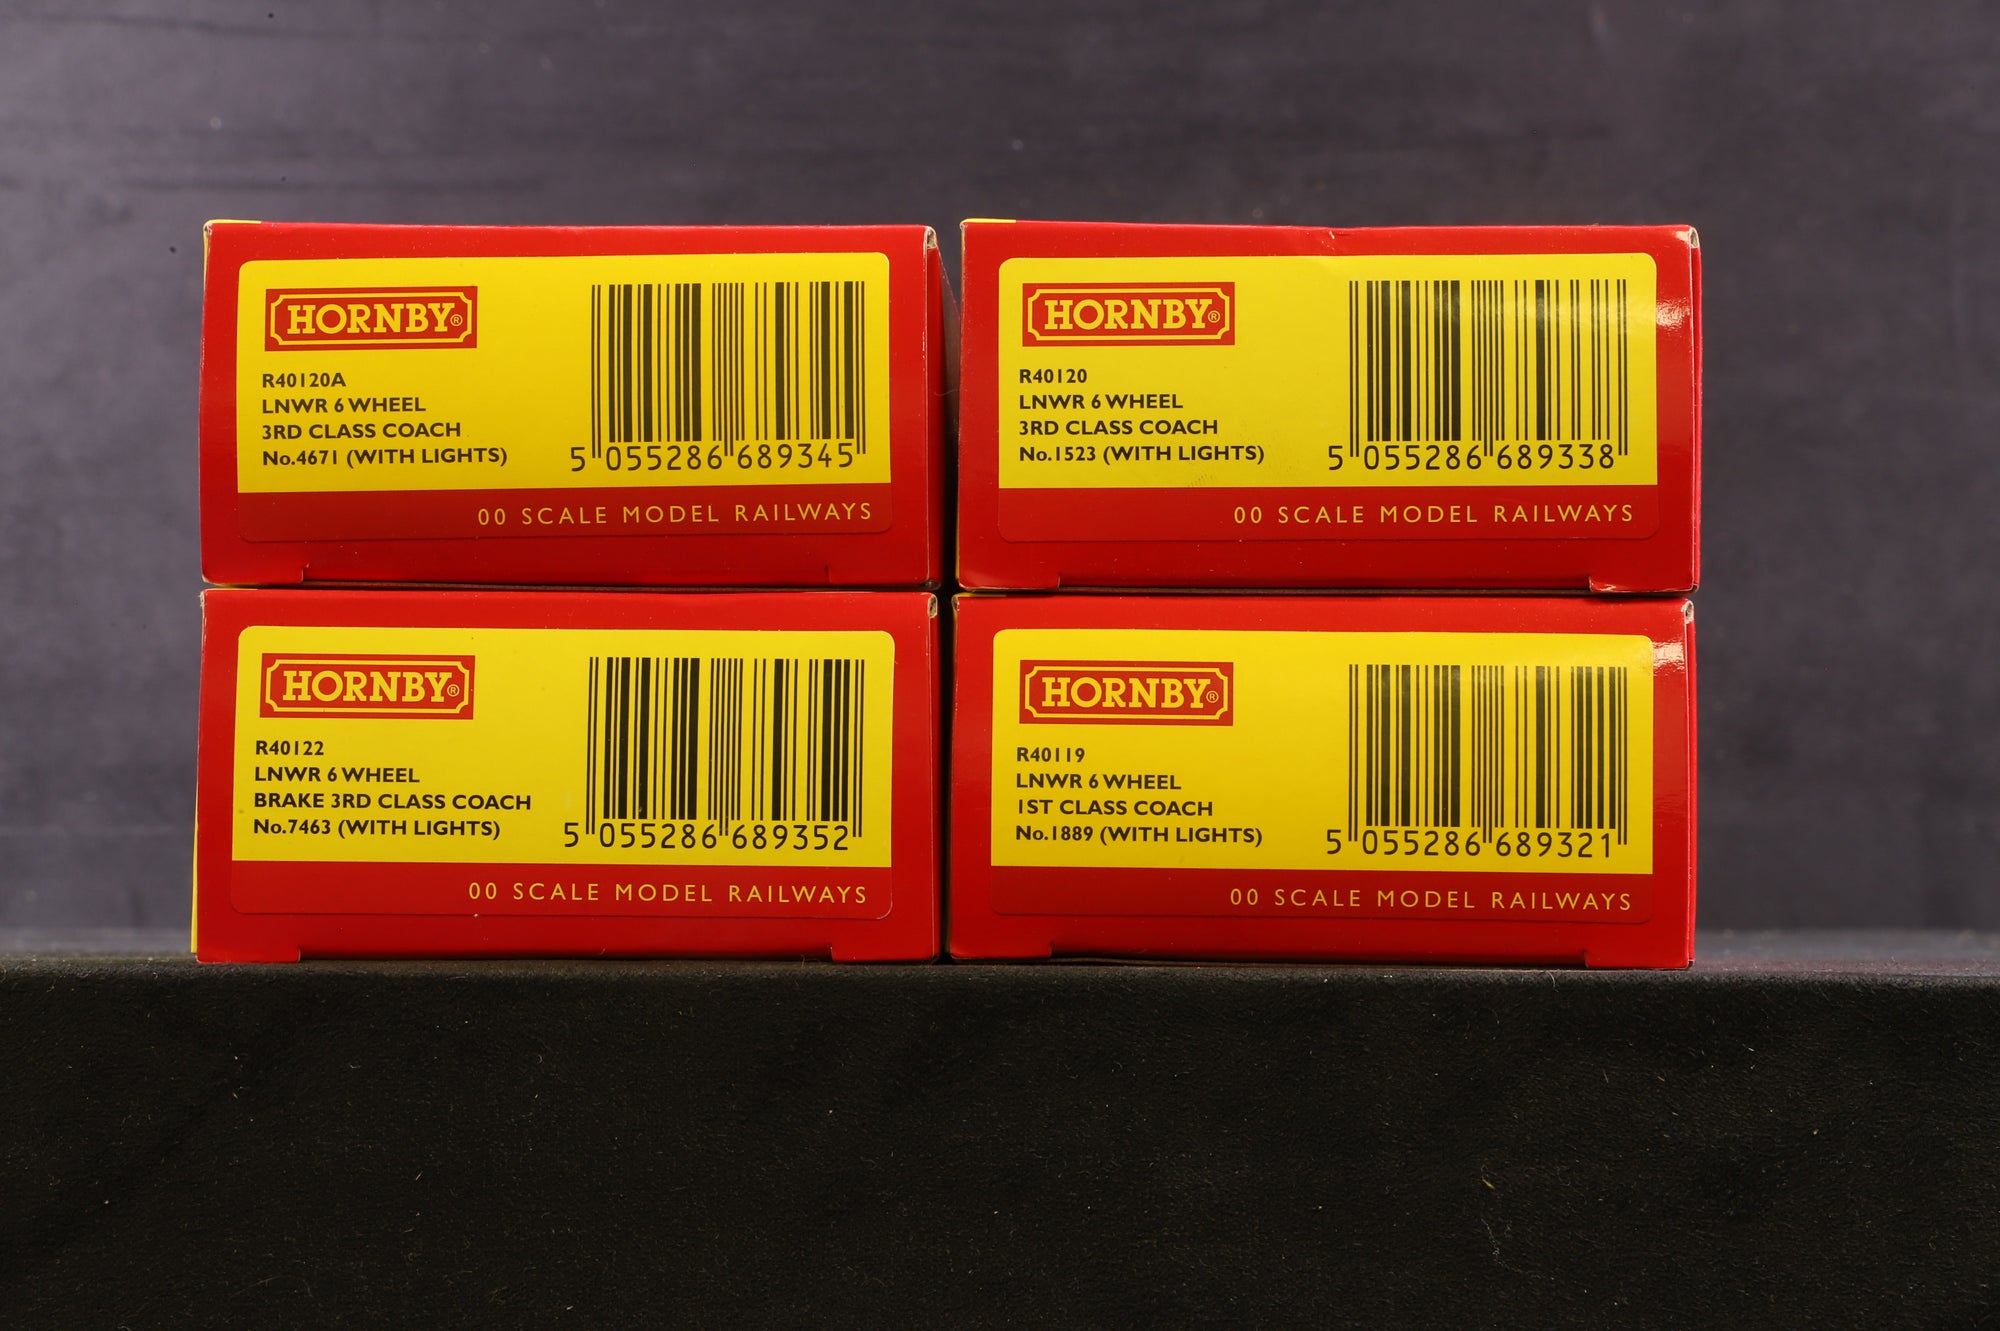 HORNBY®
R40120A
LNWR 6 WHEEL
3RD CLASS COACH
No.4671 (WITH LIGHTS)
5 055286 689345
00 SCALE MODEL RAILWAYS
HORNBY®
R40120
LNWR 6 WHEEL
3RD CLASS COACH
No.1523 (WITH LIGHTS)
5 055286 689338
00 SCALE MODEL RAILWAYS
HORNBY®
R40122
LNWR 6 WHEEL
BRAKE 3RD CLASS COACH
No.7463 (WITH LIGHTS)
5 055286 689352
00 SCALE MODEL RAILWAYS
HORNBY®
R40119
LNWR 6 WHEEL
1ST CLASS COACH
No.1889 (WITH LIGHTS)
5 055286 689321
00 SCALE MODEL RAILWAYS